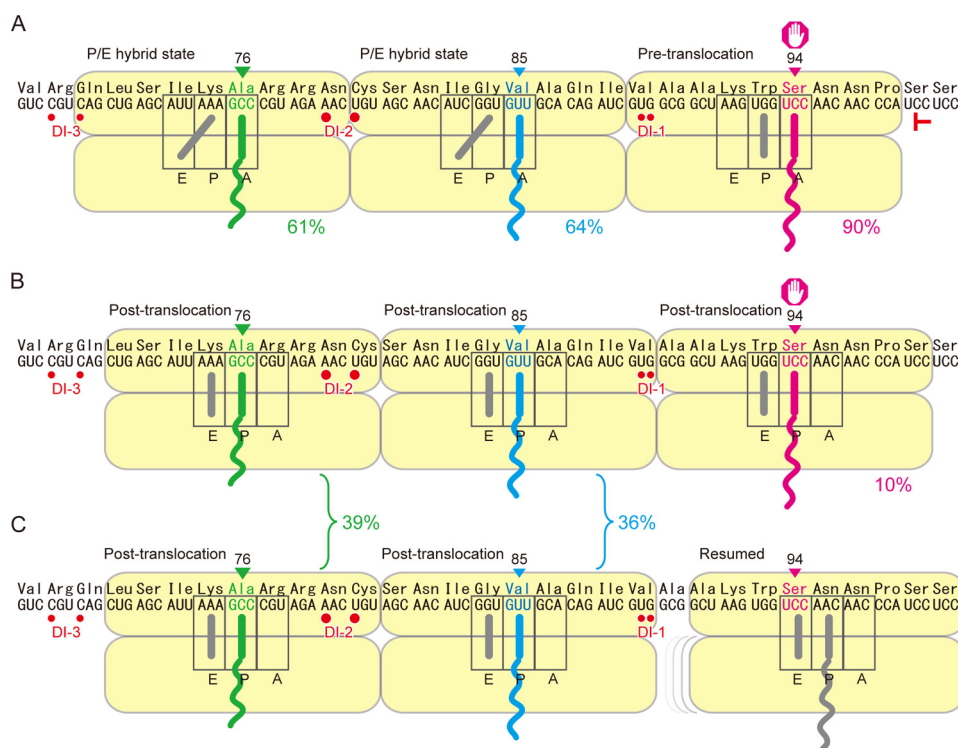 A
P/E hybrid state P/E hybrid state Pre-translocation
76 85 94
Val Arg Gln Leu Ser Ile Lys Ala Arg Arg Asn Cys Ser Asn Ile Gly Val Ala Gln Ile Val Ala Ala Lys Trp Ser Asn Asn Pro Ser Ser
GUC CGU CAG CUG AGC AUU AAA GCC CGU AGA AAC UGU AGC AAC AUC GGU GUU GCA CAG AUC GUG GCG GCU AAG UGG UCC AAC AAC CCA UCC UCC
DI-3 DI-2 DI-1
E P A E P A E P A
61% 64% 90%
B
Post-translocation Post-translocation Post-translocation
76 85 94
Val Arg Gln Leu Ser Ile Lys Ala Arg Arg Asn Cys Ser Asn Ile Gly Val Ala Gln Ile Val Ala Ala Lys Trp Ser Asn Asn Pro Ser Ser
GUC CGU CAG CUG AGC AUU AAA GCC CGU AGA AAC UGU AGC AAC AUC GGU GUU GCA CAG AUC GUG GCG GCU AAG UGG UCC AAC AAC CCA UCC UCC
DI-3 DI-2 DI-1
E P A E P A E P A
10%
39% 36%
C
Post-translocation Post-translocation Resumed
76 85 94
Val Arg Gln Leu Ser Ile Lys Ala Arg Arg Asn Cys Ser Asn Ile Gly Val Ala Gln Ile Val Ala Ala Lys Trp Ser Asn Asn Pro Ser Ser
GUC CGU CAG CUG AGC AUU AAA GCC CGU AGA AAC UGU AGC AAC AUC GGU GUU GCA CAG AUC GUG GCG GCU AAG UGG UCC AAC AAC CCA UCC UCC
DI-3 DI-2 DI-1
E P A E P A E P A